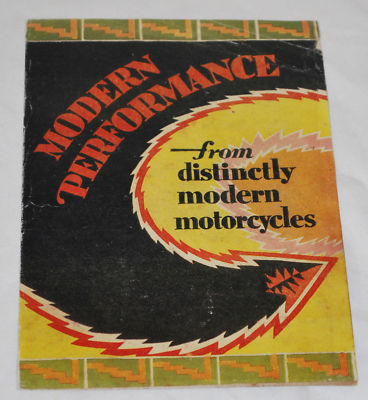 MODERN
PERFORMANCE
—from
distinctly
modern
motorcycles